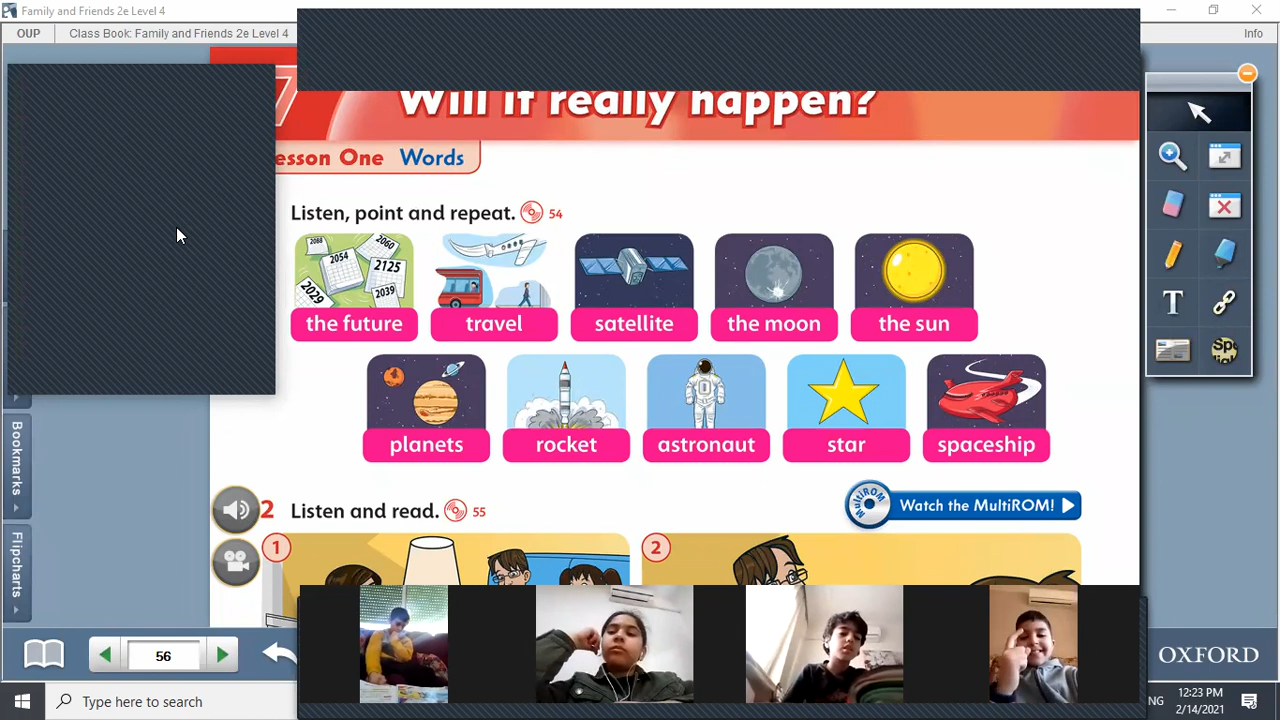 Family and Friends 2e Level 4
OUP Class Book: Family and Friends 2e Level 4 Info
7 Will it really happen?
esson One Words
Listen, point and repeat. 54
2088 2060 2054 2125 2029 2039
the future travel satellite the moon the sun
planets rocket astronaut star spaceship
2 Listen and read. 55
MultiROM Watch the MultiROM!
1 2
Bookmarks
Flipcharts
T
56
OXFORD
Type here to search
NG 12:23 PM
2/14/2021